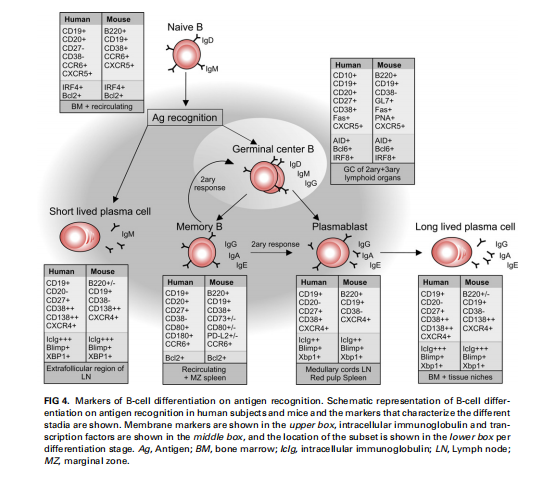 Human Mouse
CD19+ B220+
CD20+ CD19+
CD27- CD38+
CD38- CCR6+
CCR6+ CXCR5+
CXCR5+
IRF4+ IRF4+
Bcl2+ Bcl2+
BM + recirculating
Naive B
IgD
IgM
Ag recognition
Human Mouse
CD10+ B220+
CD19+ CD19+
CD20+ CD38-
CD27+ GL7+
CD38+ Fas+
Fas+ PNA+
CXCR5+ CXCR5+
AID+ AID+
Bcl6+ Bcl6+
IRF8+ IRF8+
GC of 2ary+3ary
lymphoid organs
Germinal center B
IgD
IgM
IgG
2ary
response
Short lived plasma cell
IgM
Memory B
IgG
IgA
IgE
2ary response
Plasmablast
IgG
IgA
IgE
Long lived plasma cell
IgG
IgA
IgE
Human Mouse
CD19+ B220+/-
CD20- CD19+
CD27+ CD38-
CD38++ CD138++
CD138++ CXCR4+
CXCR4+
IcIg+++ IcIg+++
Blimp+ Blimp+
XBP1+ XBP1+
Extrafollicular region of
LN
Human Mouse
CD19+ B220+
CD20+ CD19+
CD27+ CD38+
CD38- CD73+/-
CD80+ CD80+/-
CD180+ PD-L2+/-
CCR6+ CCR6+
Bcl2+ Bcl2+
Recirculating
+ MZ spleen
Human Mouse
CD19+ B220+
CD20- CD19+
CD27+ CD38-
CD38+ CXCR4+
CXCR4+
IcIg++ IcIg++
Blimp+ Blimp+
Xbp1+ Xbp1+
Medullary cords LN
Red pulp Spleen
Human Mouse
CD19+ B220+/-
CD20- CD19+
CD27+ CD38-
CD38++ CD138++
CD138++ CXCR4+
CXCR4+
IcIg+++ IcIg+++
Blimp+ Blimp+
Xbp1+ Xbp1+
BM + tissue niches
FIG 4. Markers of B-cell differentiation on antigen recognition. Schematic representation of B-cell differ-
entiation on antigen recognition in human subjects and mice and the markers that characterize the different
stadia are shown. Membrane markers are shown in the upper box, intracellular immunoglobulin and tran-
scription factors are shown in the middle box, and the location of the subset is shown in the lower box per
differentiation stage. Ag, Antigen; BM, bone marrow; IcIg, intracellular immunoglobulin; LN, Lymph node;
MZ, marginal zone.